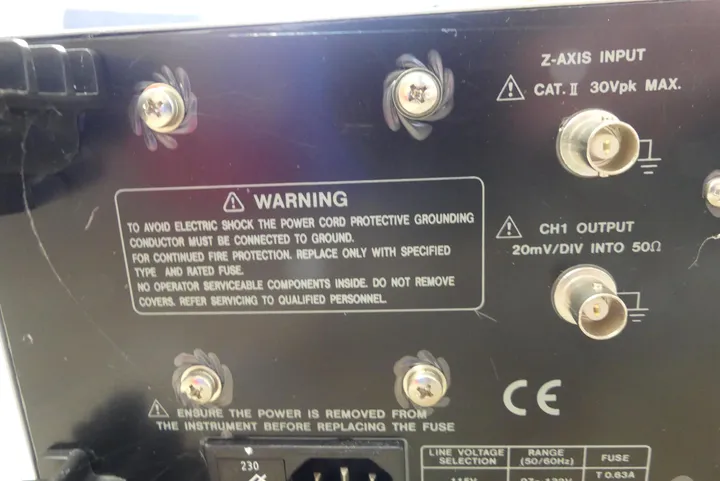 Z-AXIS INPUT
CAT. II 30Vpk MAX.
WARNING
TO AVOID ELECTRIC SHOCK THE POWER CORD PROTECTIVE GROUNDING
CONDUCTOR MUST BE CONNECTED TO GROUND.
FOR CONTINUED FIRE PROTECTION. REPLACE ONLY WITH SPECIFIED
TYPE AND RATED FUSE.
NO OPERATOR SERVICEABLE COMPONENTS INSIDE. DO NOT REMOVE
COVERS. REFER SERVICING TO QUALIFIED PERSONNEL.
CH1 OUTPUT
20mV/DIV INTO 50Ω
CE
ENSURE THE POWER IS REMOVED FROM
THE INSTRUMENT BEFORE REPLACING THE FUSE
230
LINE VOLTAGE SELECTION
RANGE (50/60Hz)
FUSE
115V
T 0.63A